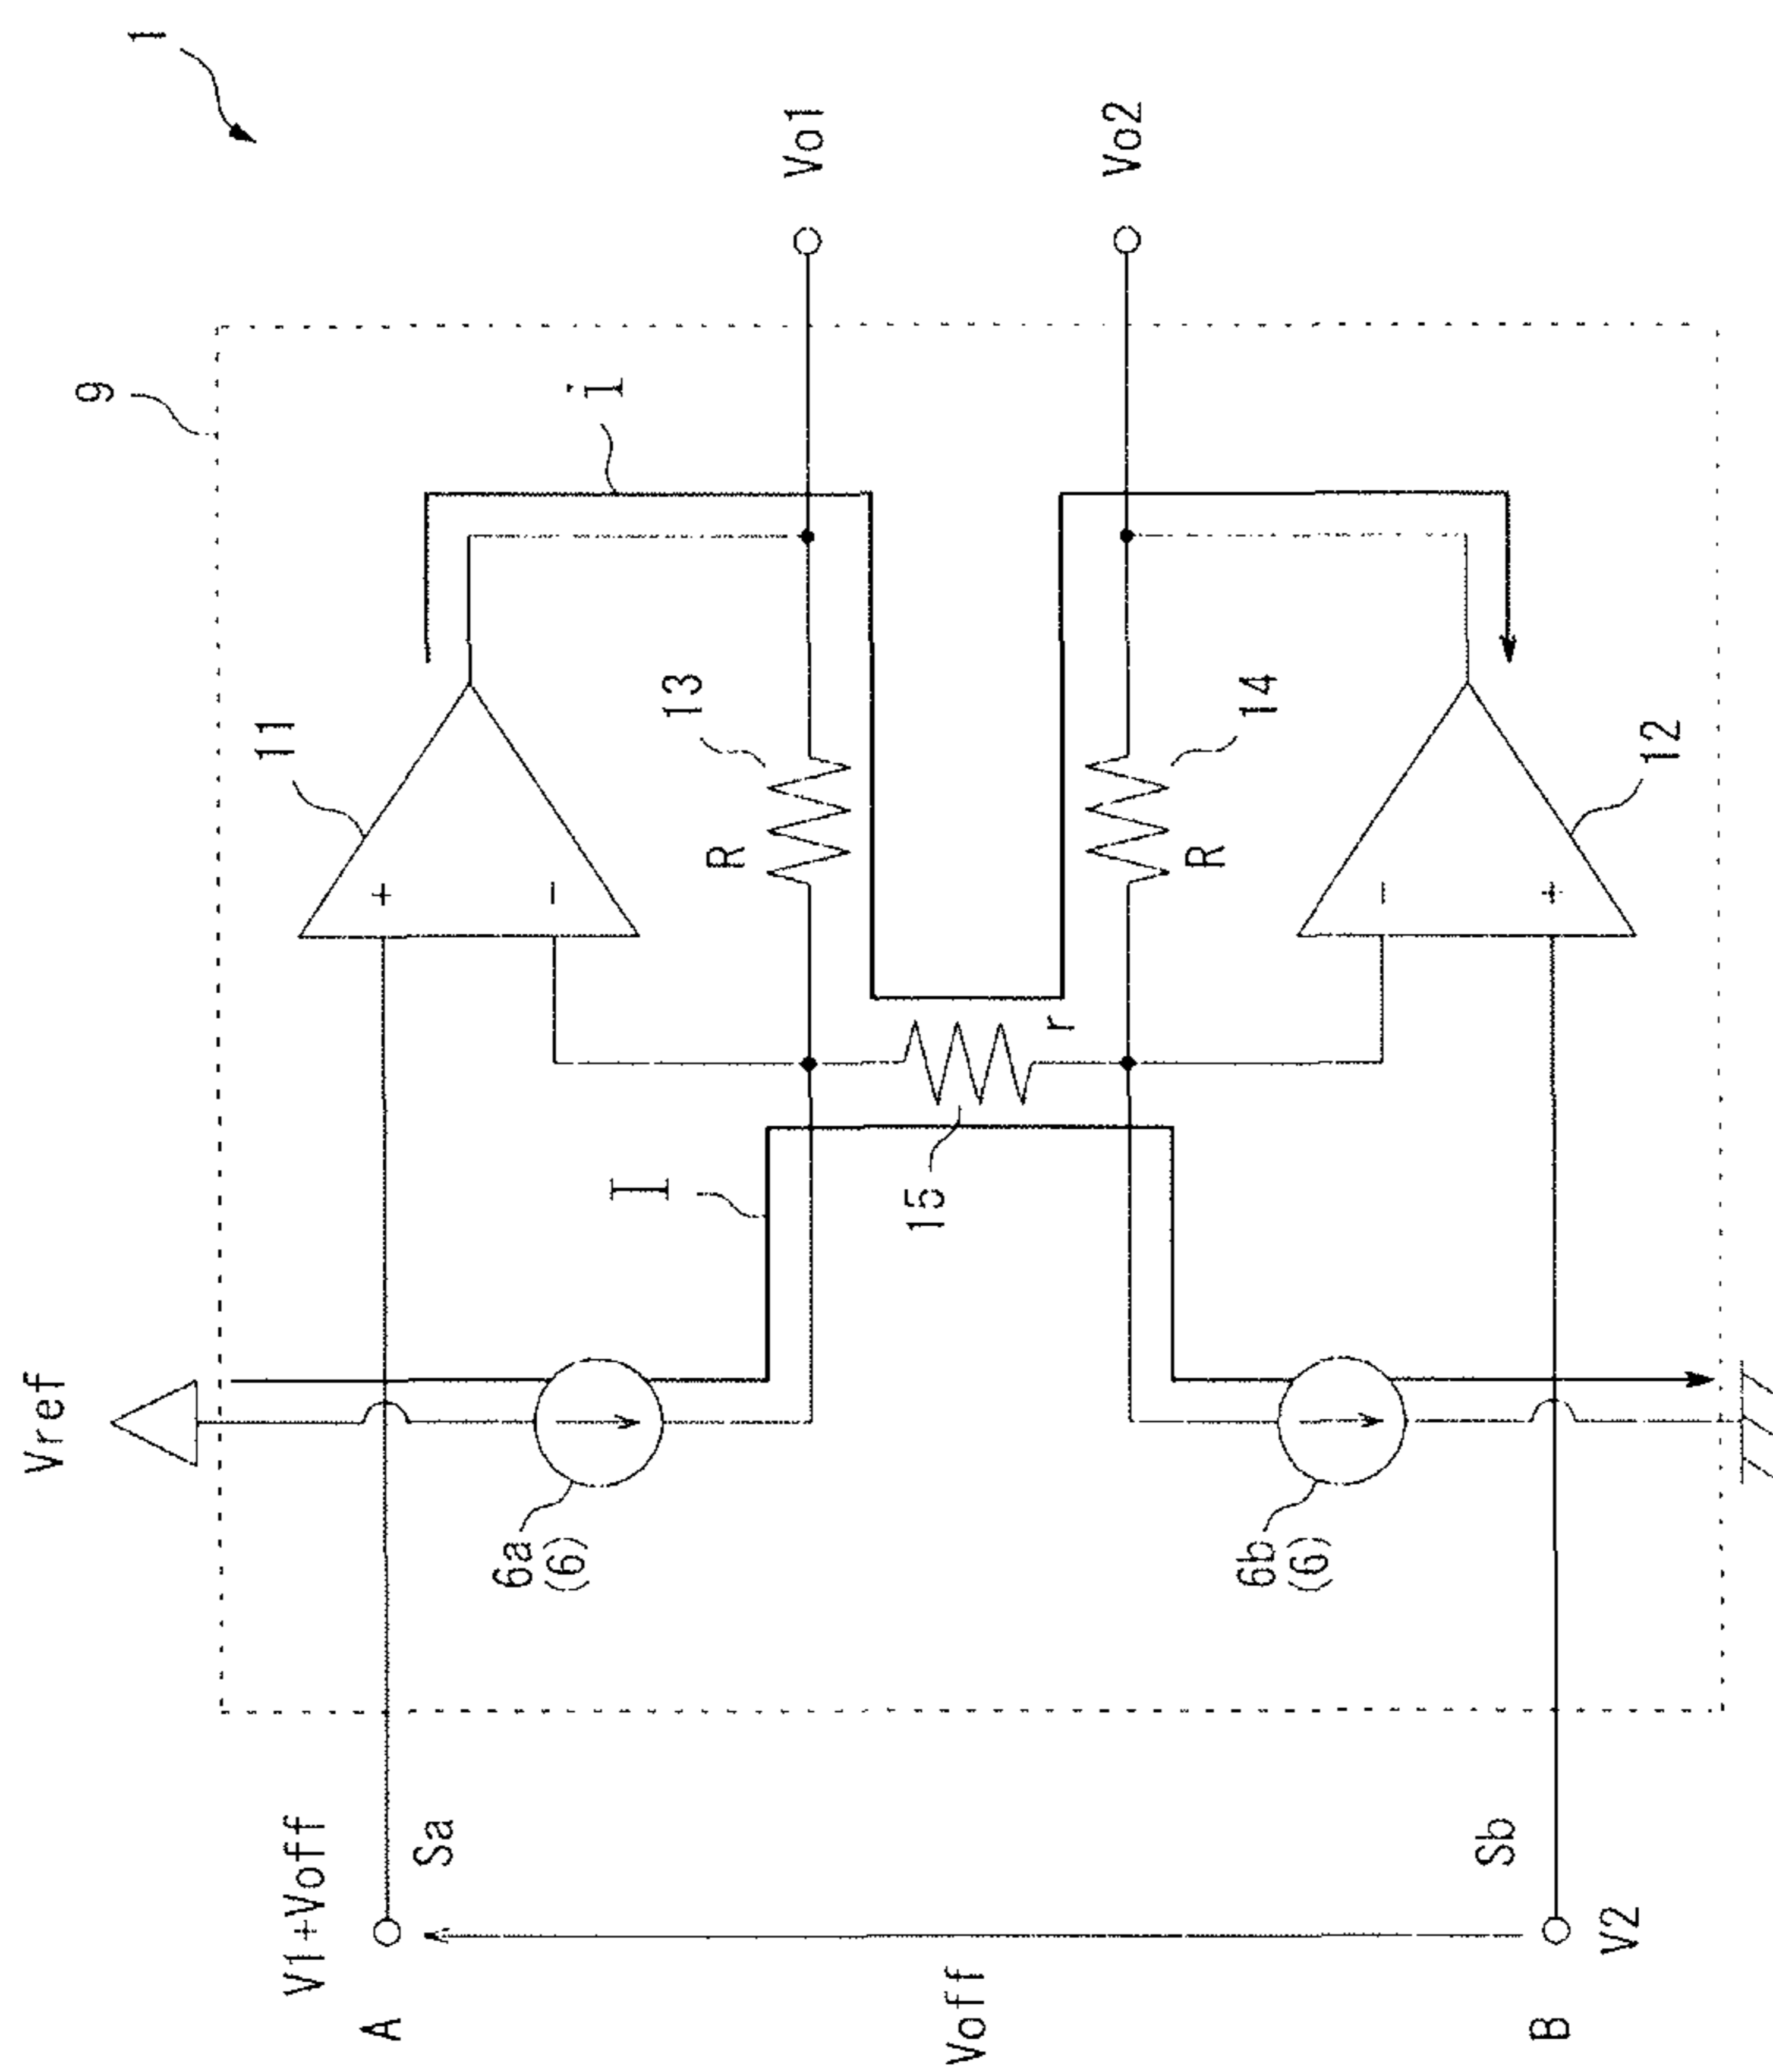 1
Vref
9
11
V1+Voff
A
+
Sa
6a
(6)
−
i
I
13
R
Vo1
15
Voff
r
Vo2
R
14
6b
(6)
−
Sb
B
+
V2
12